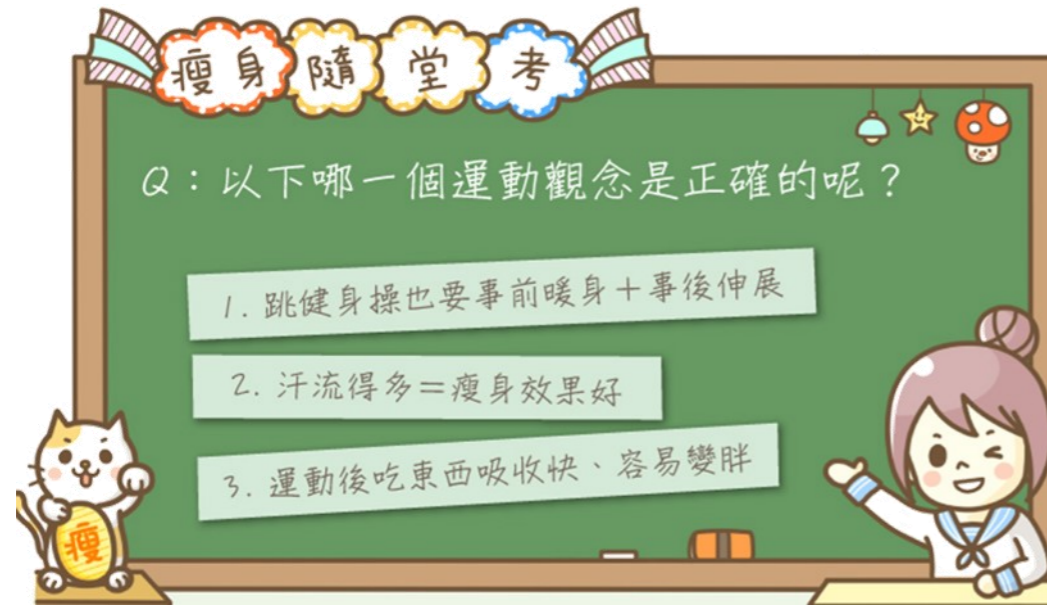 瘦身隨堂考
Q：以下哪一個運動觀念是正確的呢？
1. 跳健身操也要事前暖身＋事後伸展
2. 汗流得多＝瘦身效果好
3. 運動後吃東西吸收快、容易變胖
瘦